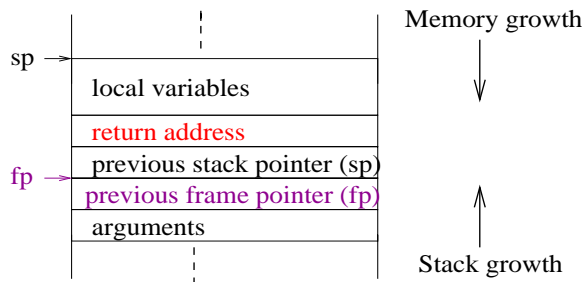 Memory growth
sp
local variables
return address
previous stack pointer (sp)
fp
previous frame pointer (fp)
arguments
Stack growth